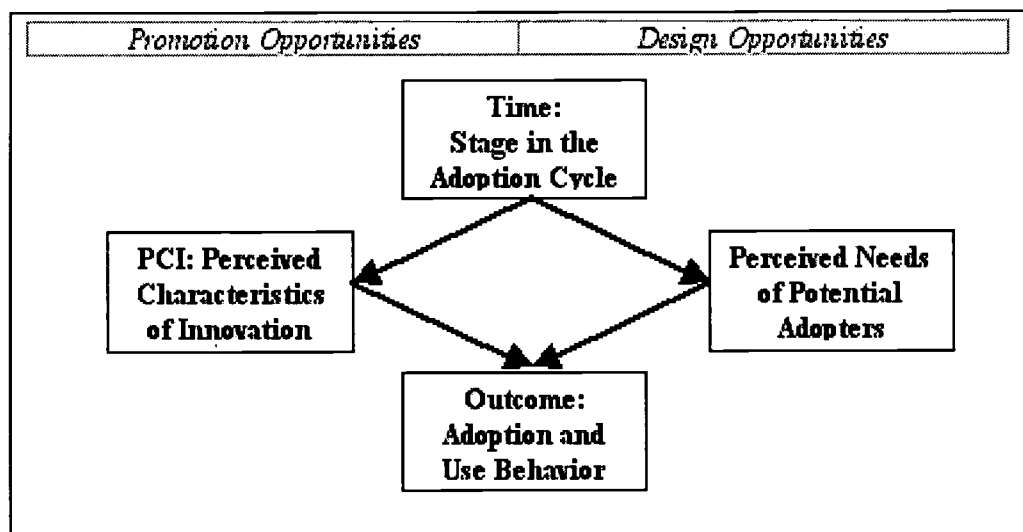 Promotion Opportunities
Design Opportunities
Time:
Stage in the
Adoption Cycle
PCI: Perceived
Characteristics
of Innovation
Perceived Needs
of Potential
Adopters
Outcome:
Adoption and
Use Behavior